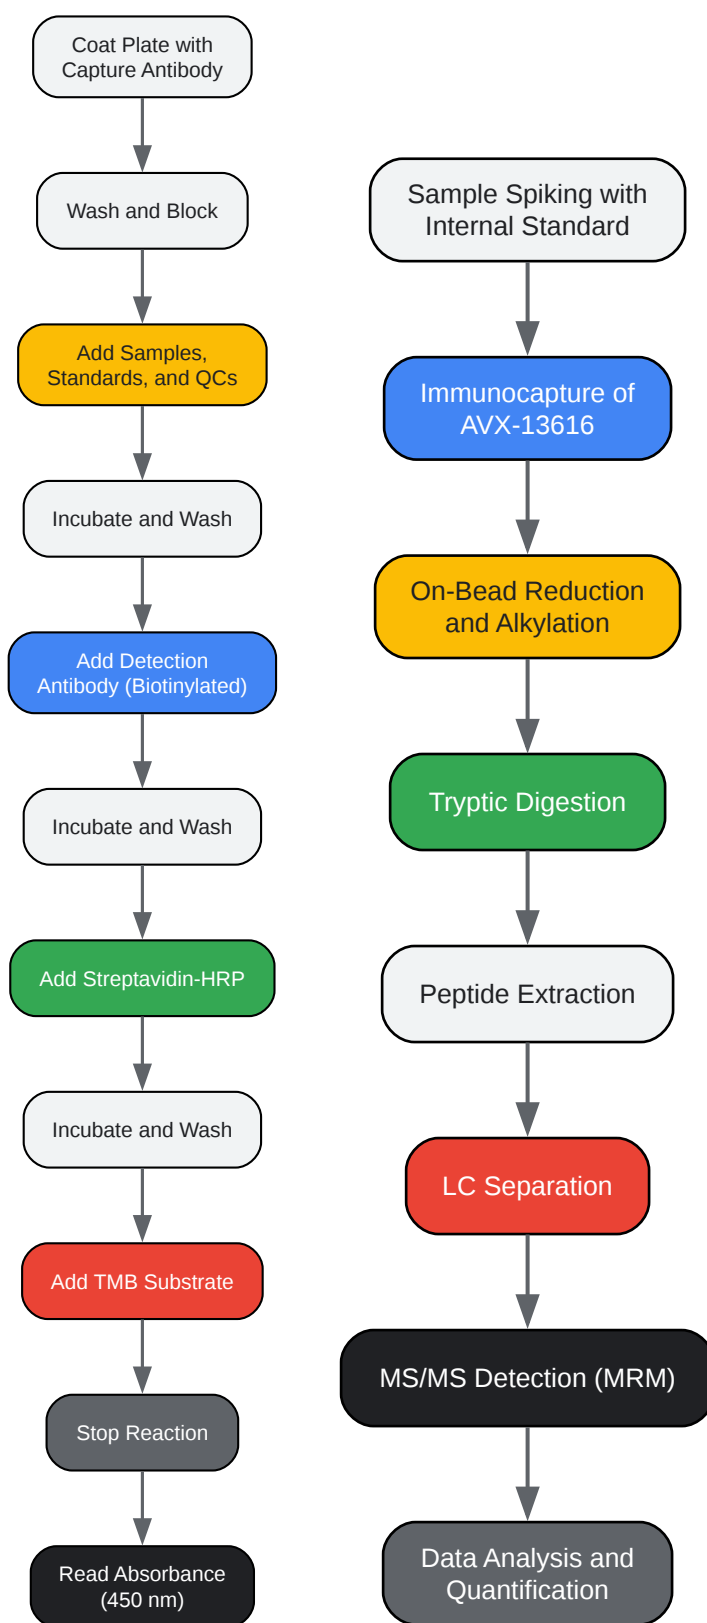 Coat Plate with
Capture Antibody
Wash and Block
Add Samples,
Standards, and QCs
Incubate and Wash
Add Detection
Antibody (Biotinylated)
Incubate and Wash
Add Streptavidin-HRP
Incubate and Wash
Add TMB Substrate
Stop Reaction
Read Absorbance
(450 nm)
Sample Spiking with
Internal Standard
Immunocapture of
AVX-13616
On-Bead Reduction
and Alkylation
Tryptic Digestion
Peptide Extraction
LC Separation
MS/MS Detection (MRM)
Data Analysis and
Quantification